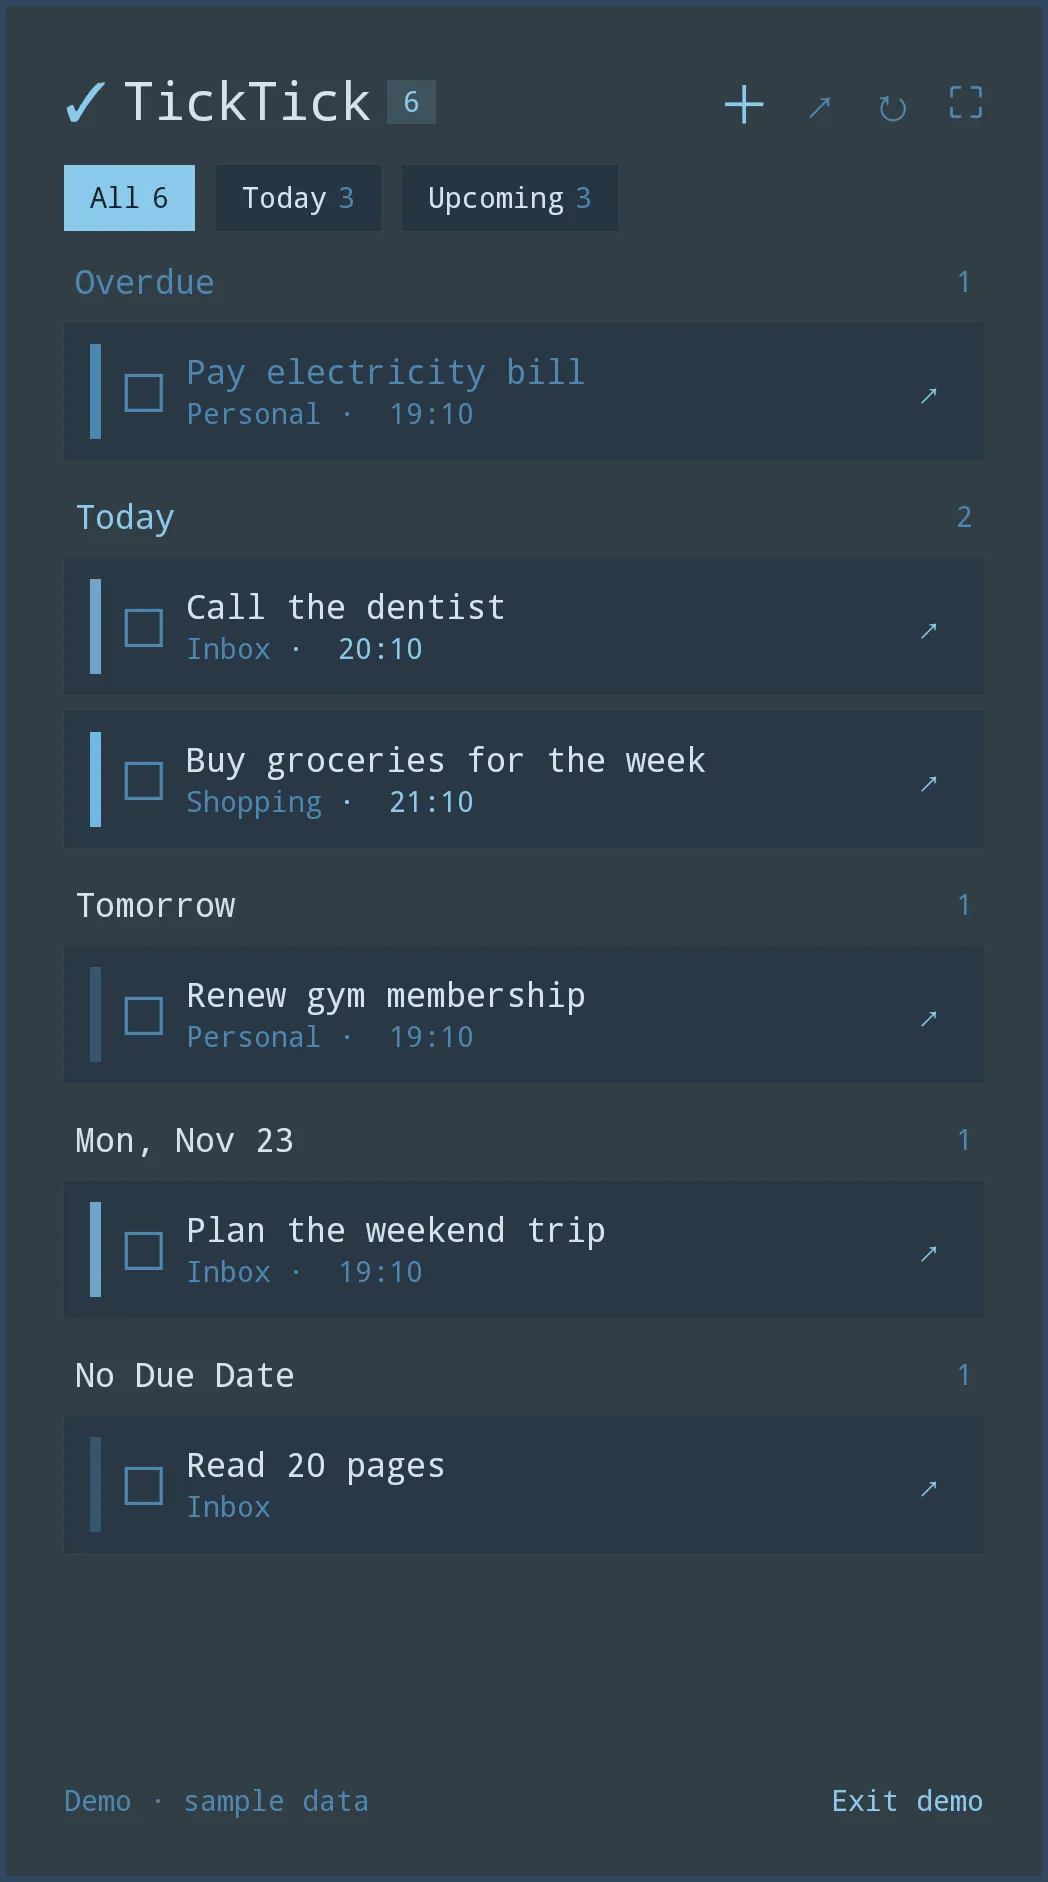 ✓ TickTick 6
All 6 Today 3 Upcoming 3
Overdue 1
Pay electricity bill
Personal · 19:10
Today 2
Call the dentist
Inbox · 20:10
Buy groceries for the week
Shopping · 21:10
Tomorrow 1
Renew gym membership
Personal · 19:10
Mon, Nov 23 1
Plan the weekend trip
Inbox · 19:10
No Due Date 1
Read 20 pages
Inbox
Demo · sample data Exit demo